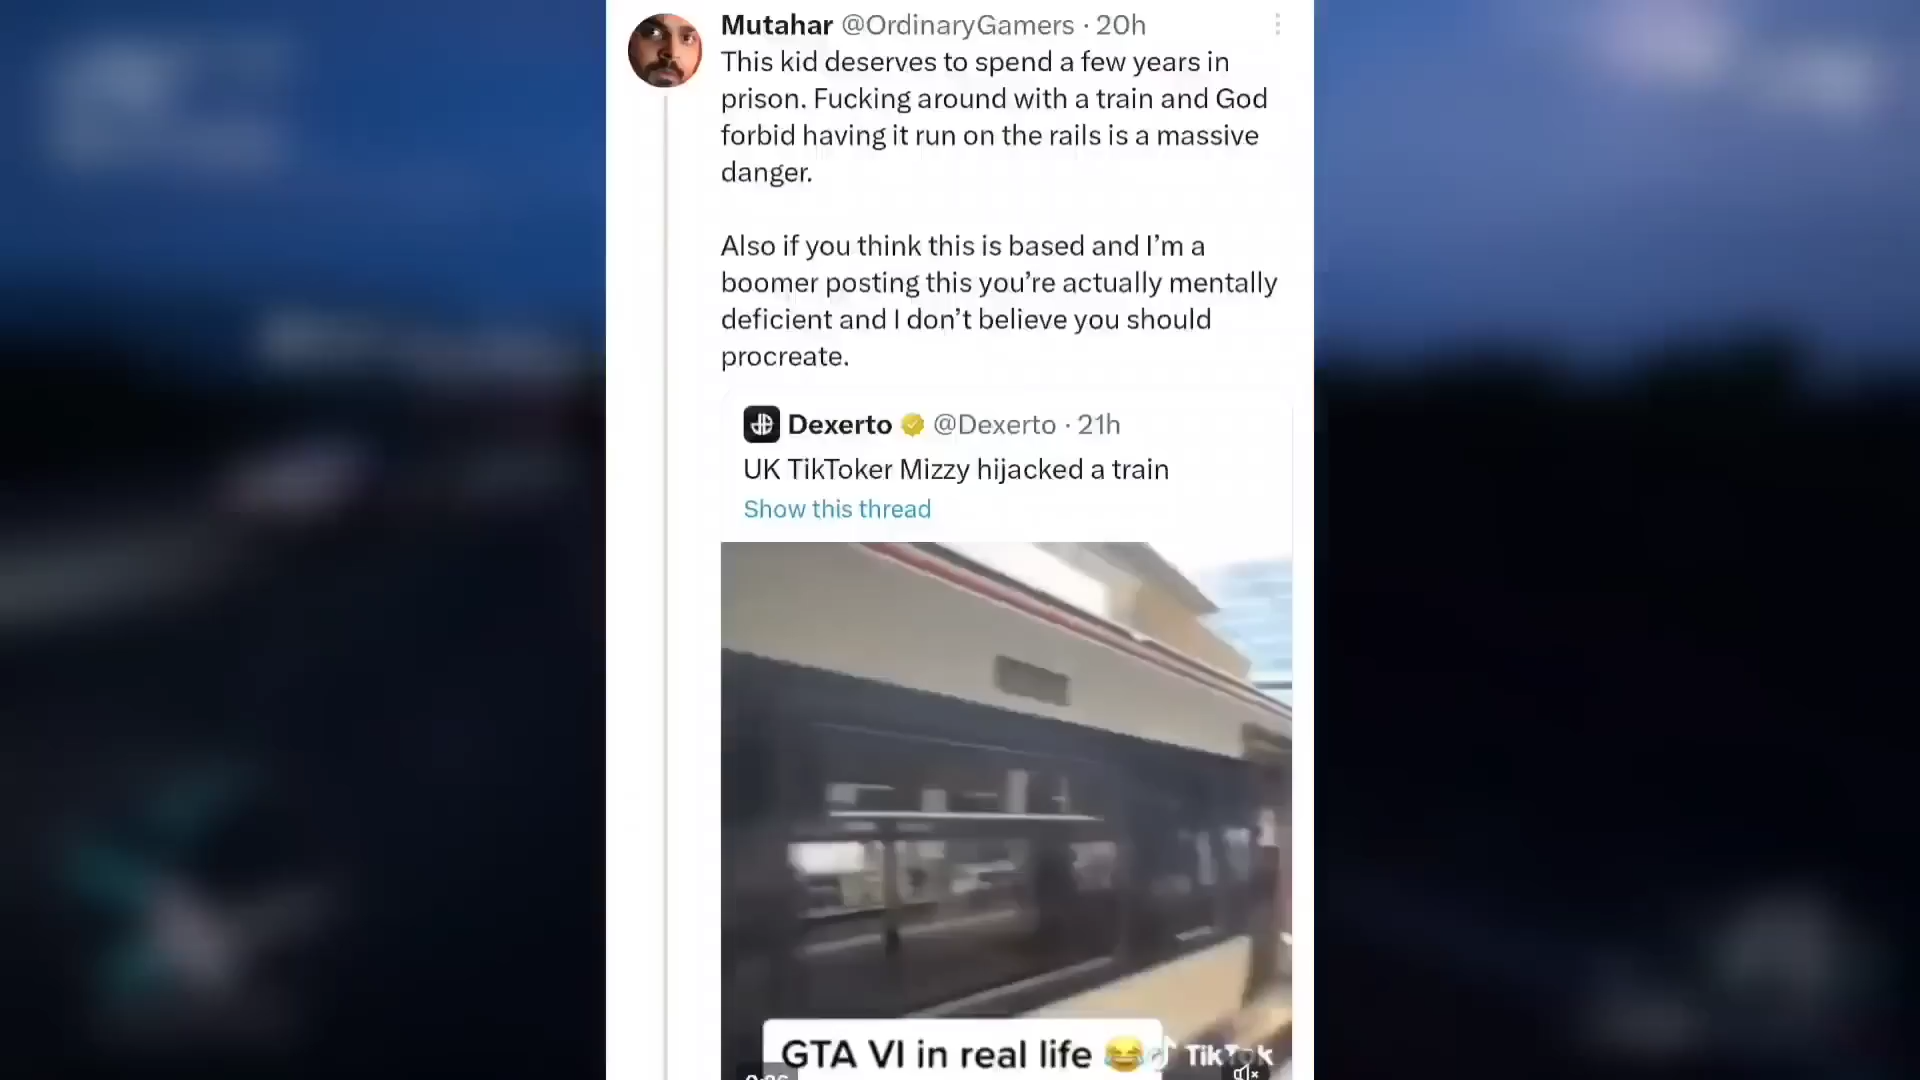 Mutahar @OrdinaryGamers · 20h
This kid deserves to spend a few years in
prison. Fucking around with a train and God
forbid having it run on the rails is a massive
danger.
Also if you think this is based and I’m a
boomer posting this you’re actually mentally
deficient and I don’t believe you should
procreate.
Dexerto @Dexerto · 21h
UK TikToker Mizzy hijacked a train
Show this thread
GTA VI in real life 😂
TikTok